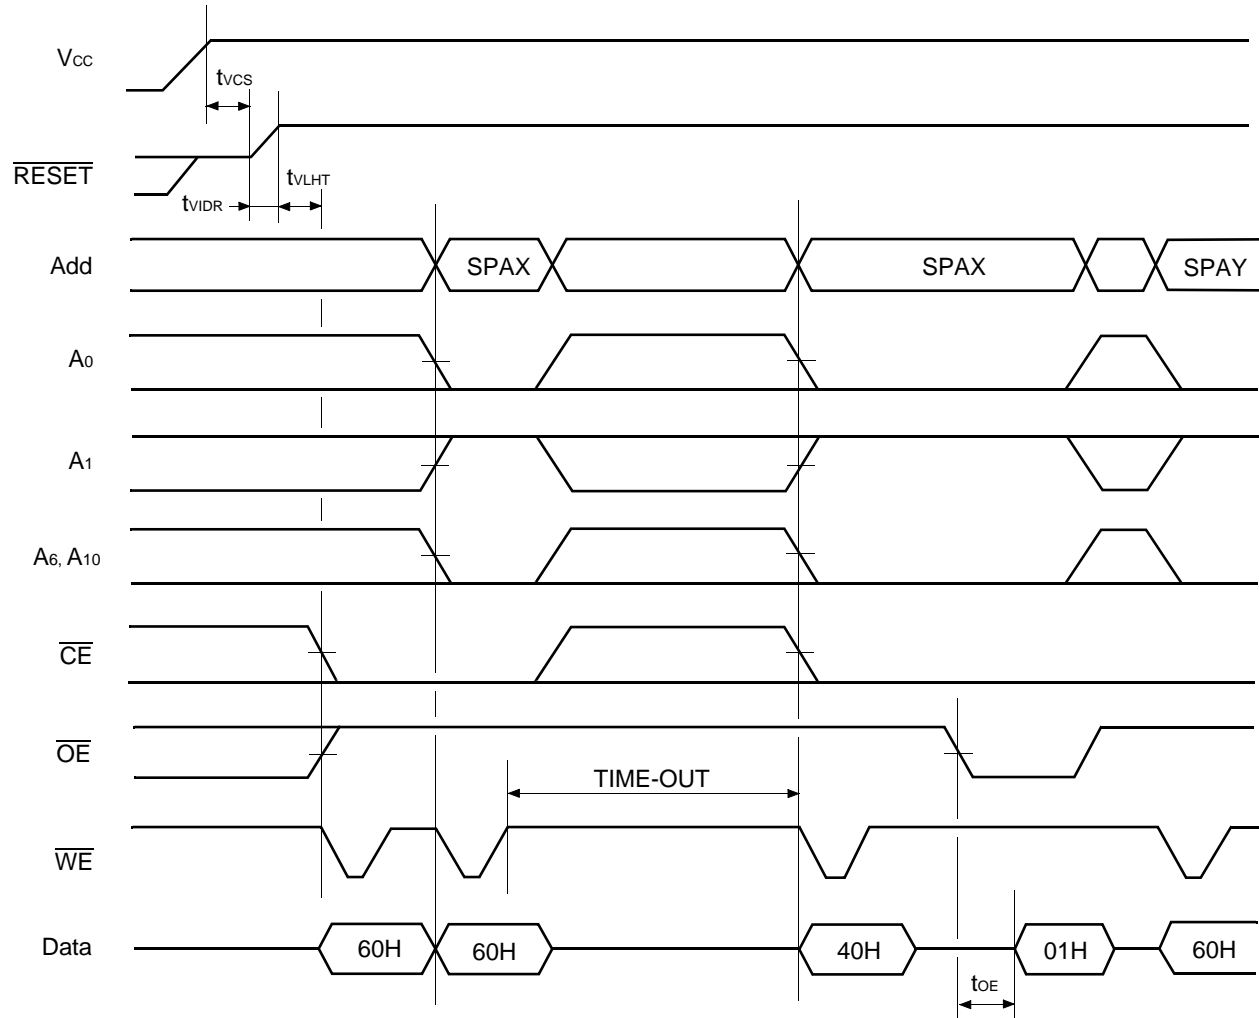 VCC
tVCS
RESET
tVLHT
tVIDR
Add
SPAX
SPAX
SPAY
A0
A1
A6, A10
CE
OE
TIME-OUT
WE
Data
60H
60H
40H
01H
60H
tOE